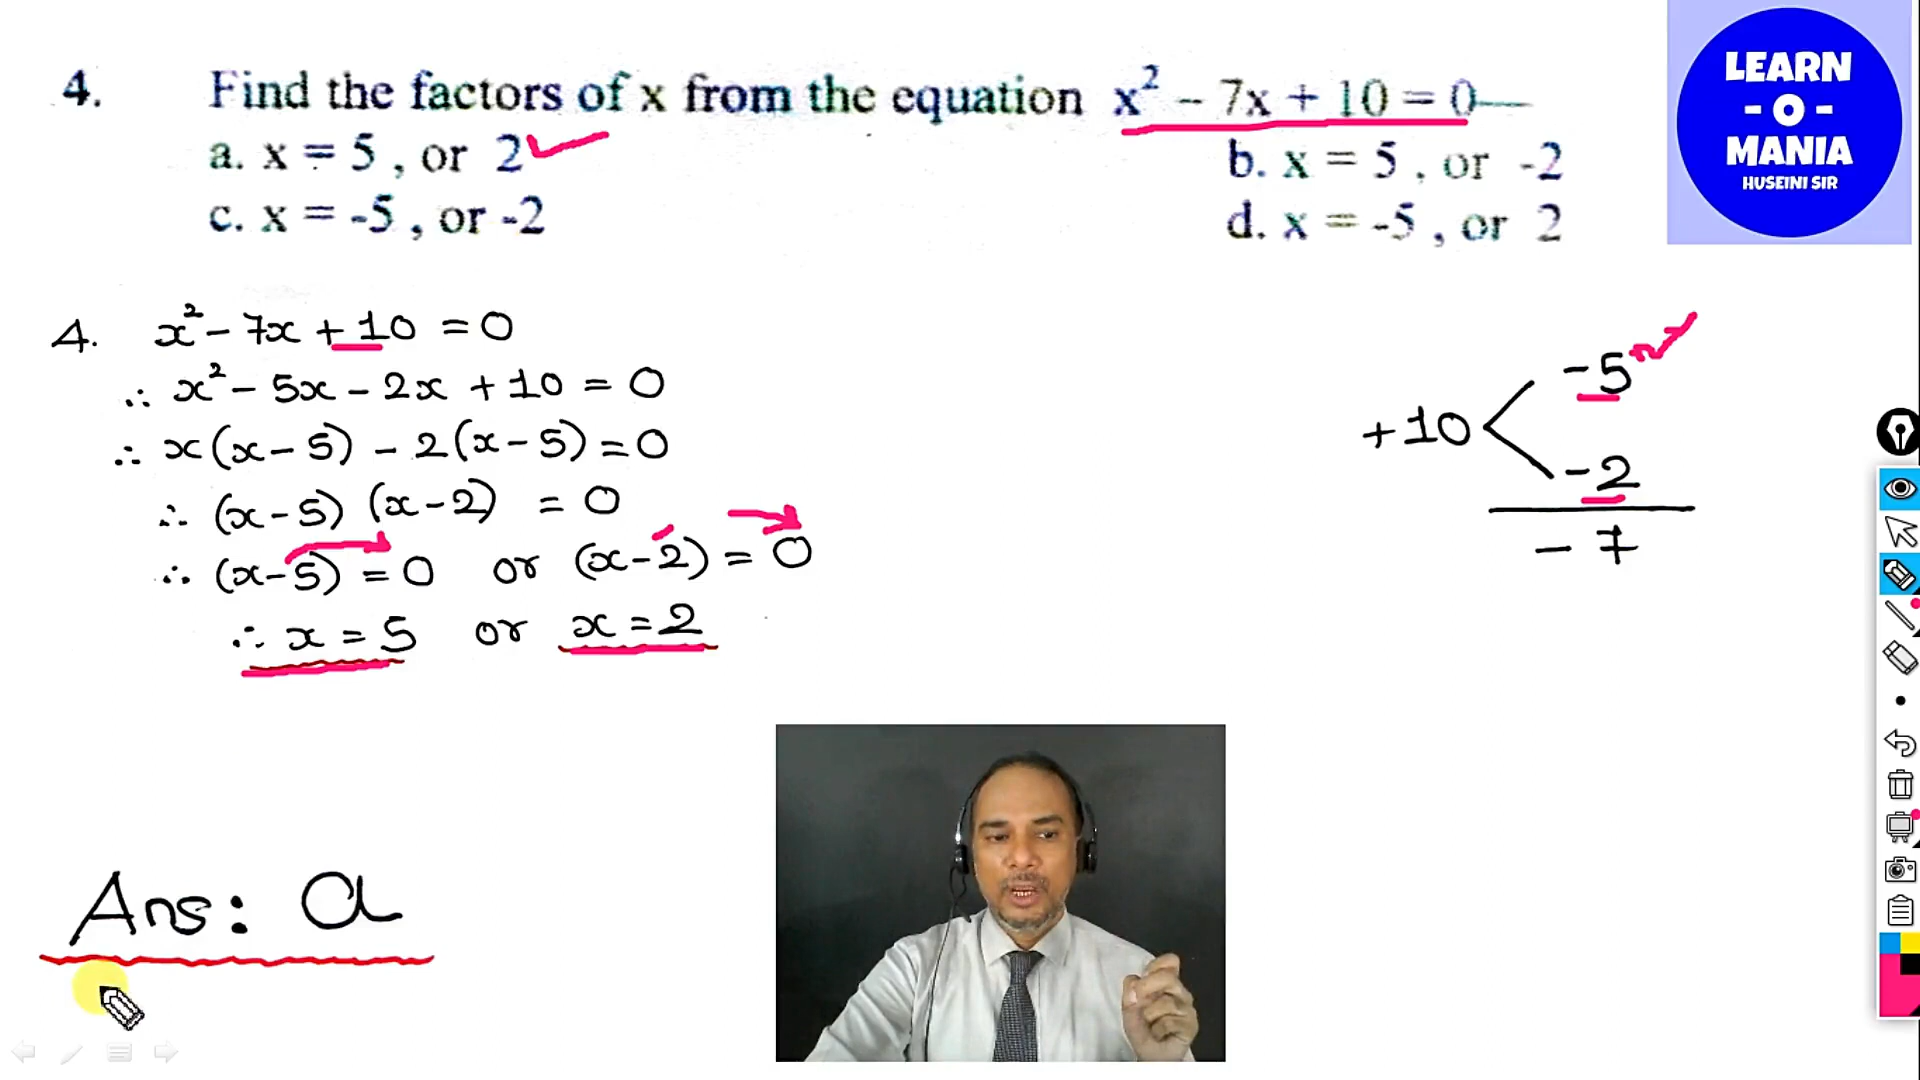 4. Find the factors of x from the equation x² - 7x + 10 = 0—
a. x = 5 , or 2
b. x = 5 , or -2
c. x = -5 , or -2
d. x = -5 , or 2
LEARN
- O -
MANIA
HUSEINI SIR
4. x² - 7x + 10 = 0
∴ x² - 5x - 2x + 10 = 0
∴ x(x-5) - 2(x-5) = 0
∴ (x-5) (x-2) = 0
∴ (x-5) = 0 or (x-2) = 0
∴ x = 5 or x = 2
-5
+10
-2
-7
Ans: a